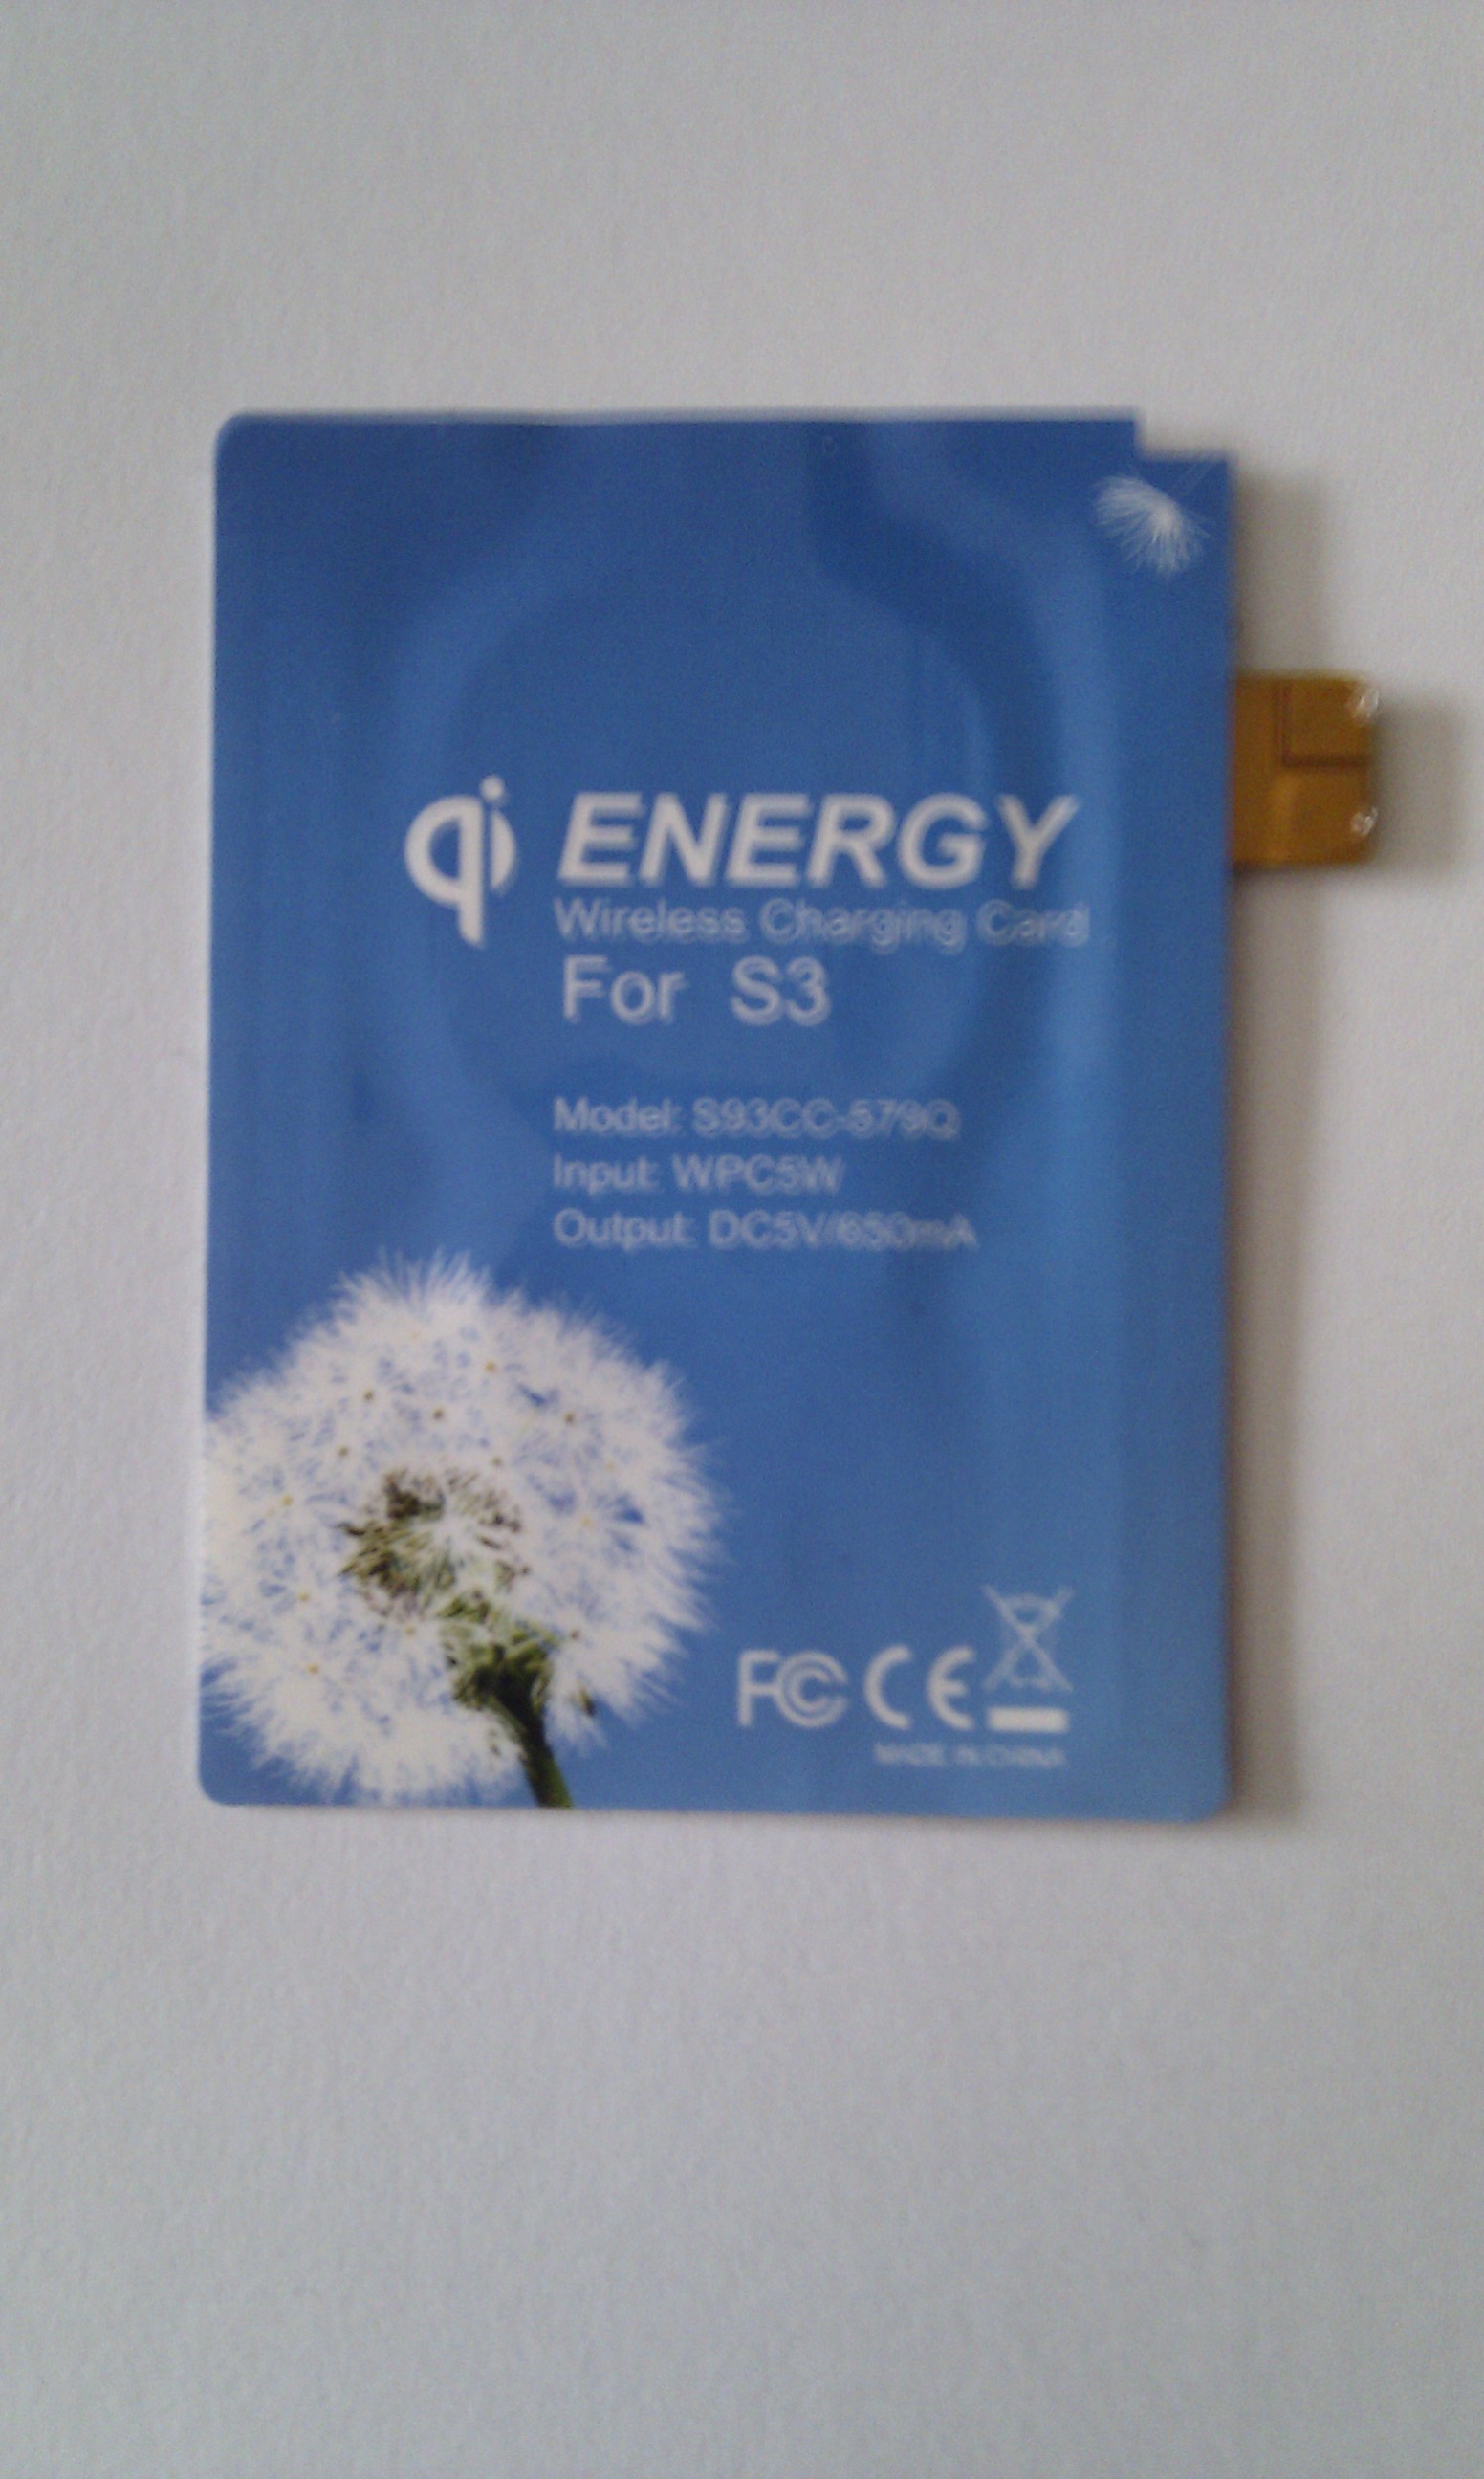 qi ENERGY
Wireless Charging Card
For S3
Model: S93CC-579Q
Input: WPC5W
Output: DC5V/650mA
FC CE
MADE IN CHINA